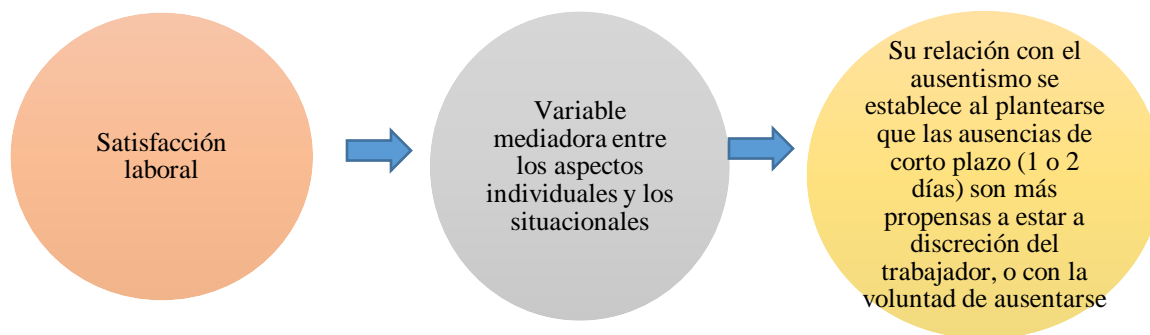 Satisfacción
laboral
Variable
mediadora entre
los aspectos
individuales y los
situacionales
Su relación con el
ausentismo se
establece al plantearse
que las ausencias de
corto plazo (1 o 2
días) son más
propensas a estar a
discreción del
trabajador, o con la
voluntad de ausentarse